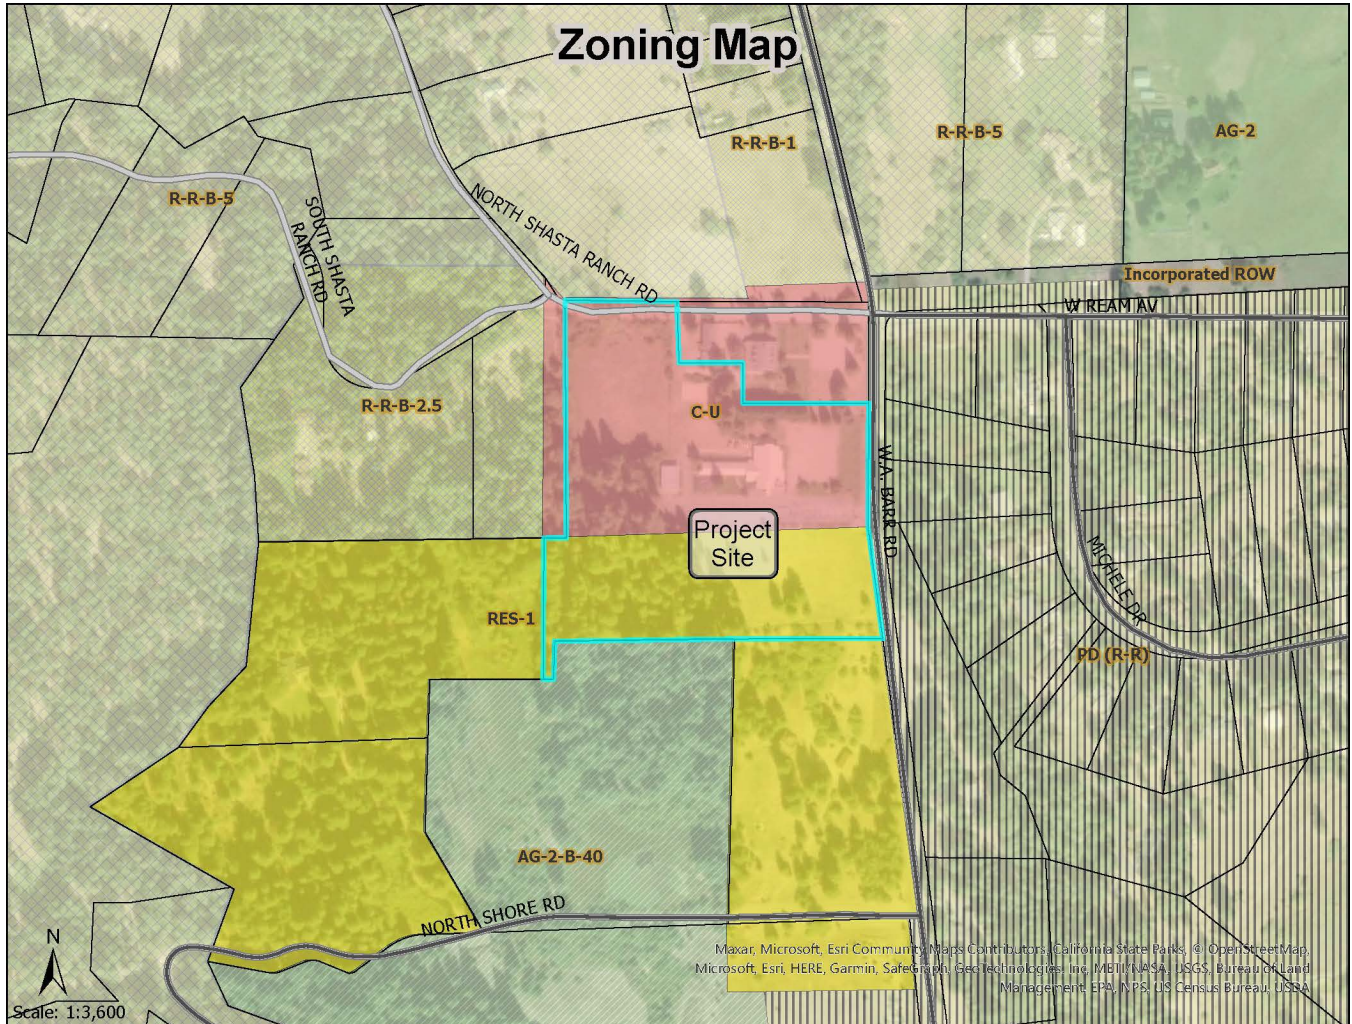 Zoning Map
R-R-B-1
R-R-B-5
AG-2
R-R-B-5
SOUTH SHASTA
RANCH RD
NORTH SHASTA RANCH RD
Incorporated ROW
W REAM AV
R-R-B-2.5
C-U
W.A. BARR RD
Project
Site
MICHELE DR
RES-1
PD (R-R)
AG-2-B-40
NORTH SHORE RD
N
Scale: 1:3,600
Maxar, Microsoft, Esri Community Maps Contributors, California State Parks, © OpenStreetMap,
Microsoft, Esri, HERE, Garmin, SafeGraph, GeoTechnologies, Inc, METI/NASA, USGS, Bureau of Land
Management, EPA, NPS, US Census Bureau, USDA